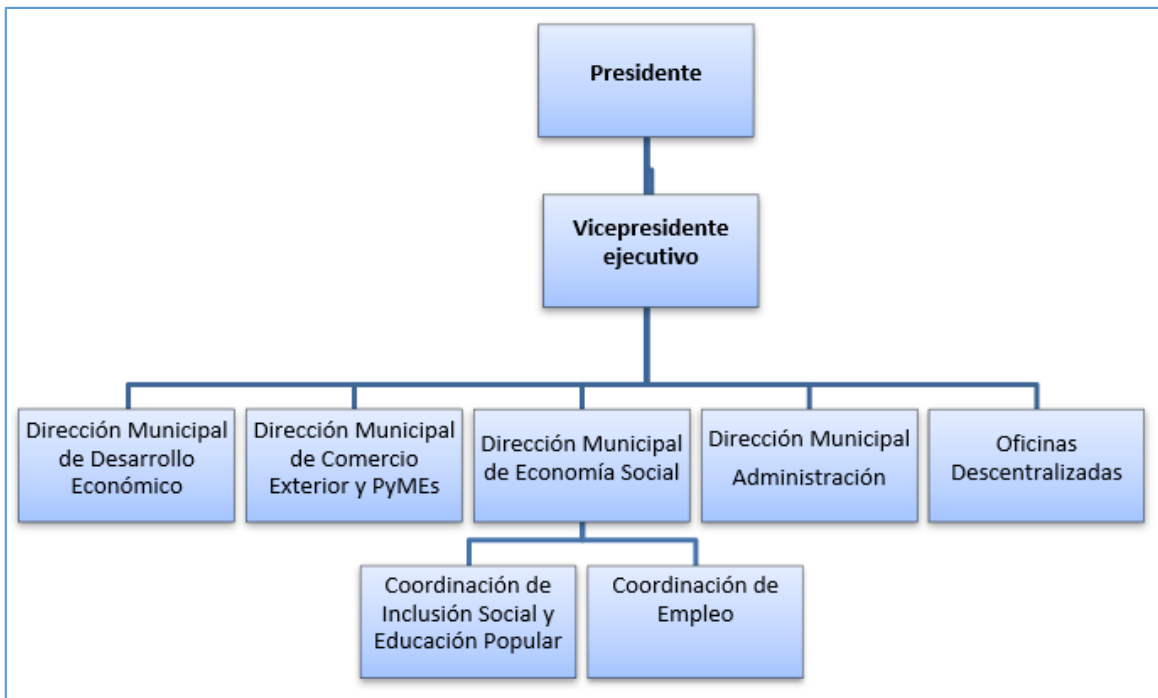 Presidente
Vicepresidente
ejecutivo
Dirección Municipal
de Desarrollo
Económico
Dirección Municipal
de Comercio
Exterior y PyMEs
Dirección Municipal
de Economía Social
Dirección Municipal
Administración
Oficinas
Descentralizadas
Coordinación de
Inclusión Social y
Educación Popular
Coordinación de
Empleo